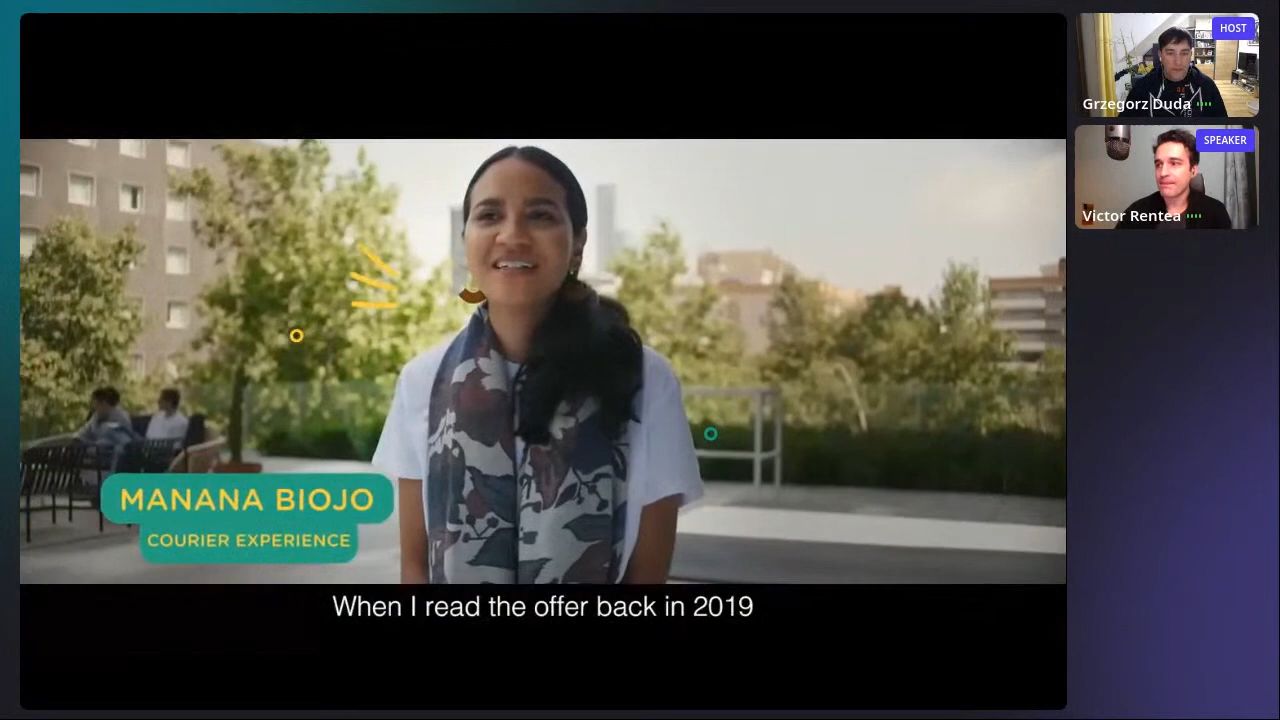 HOST
Grzegorz Duda
SPEAKER
Victor Rentea
MANANA BIOJO
COURIER EXPERIENCE
When I read the offer back in 2019